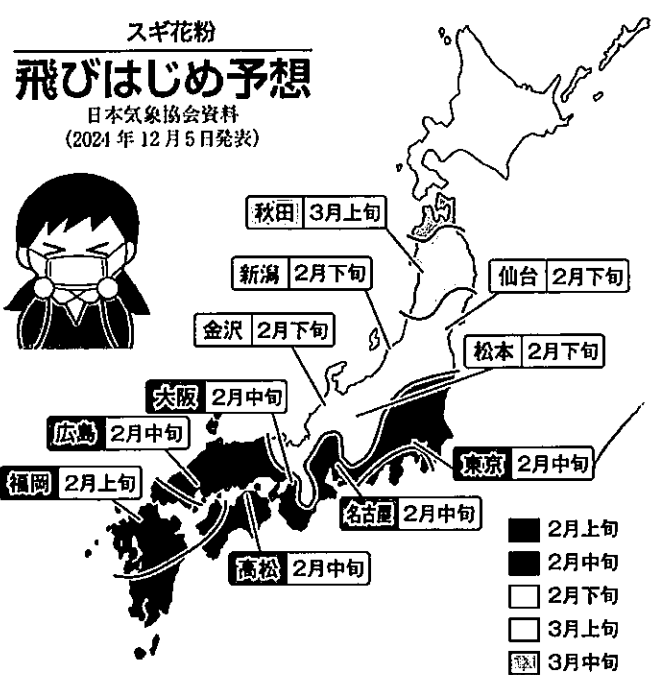 スギ花粉
飛びはじめ予想
日本気象協会資料
(2024年12月5日発表)
秋田 3月上旬
新潟 2月下旬
仙台 2月下旬
金沢 2月下旬
松本 2月下旬
大阪 2月中旬
広島 2月中旬
東京 2月中旬
福岡 2月上旬
名古屋 2月中旬
高松 2月中旬
2月上旬
2月中旬
2月下旬
3月上旬
3月中旬